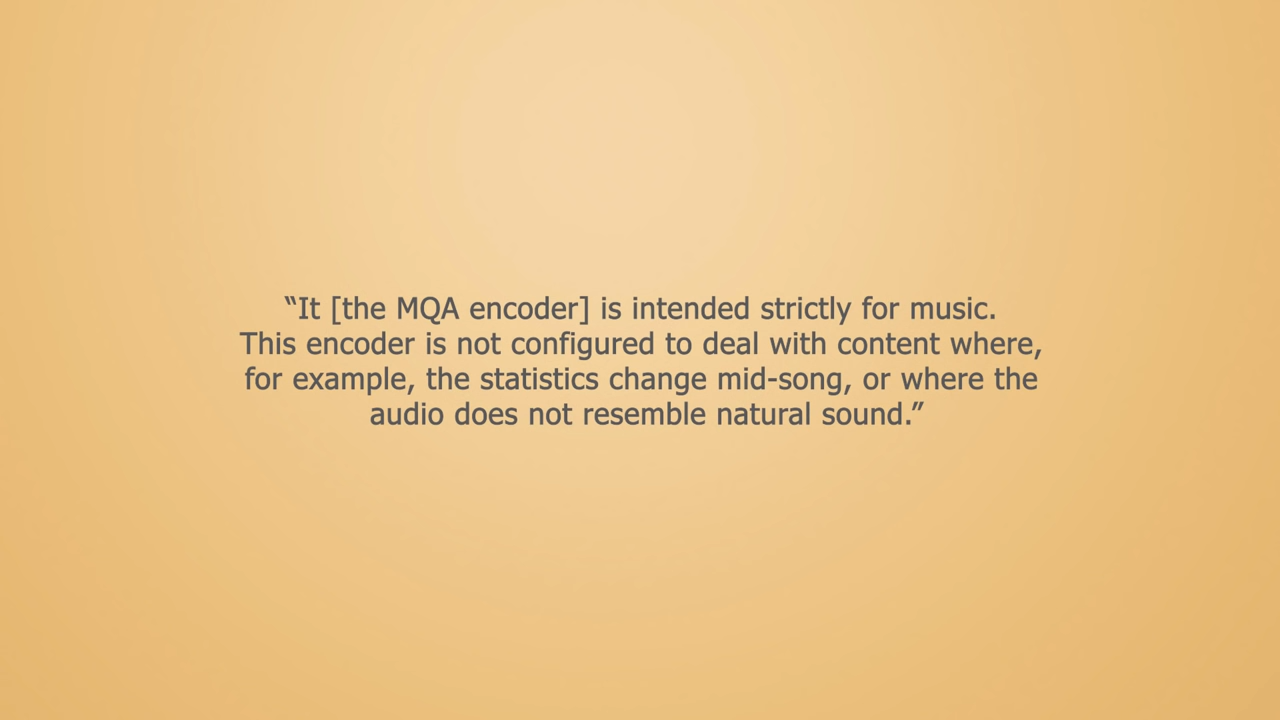 “It [the MQA encoder] is intended strictly for music.
This encoder is not configured to deal with content where,
for example, the statistics change mid-song, or where the
audio does not resemble natural sound.”